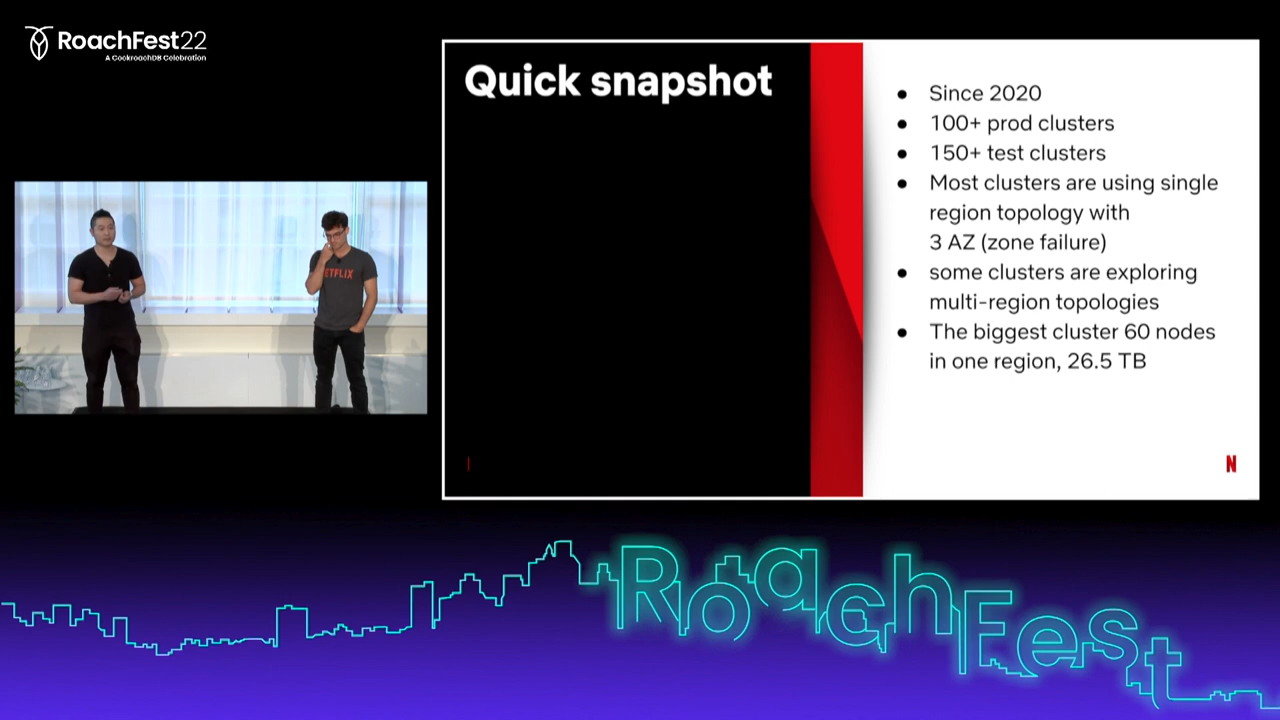 RoachFest22
A CockroachDB Celebration
Quick snapshot
● Since 2020
● 100+ prod clusters
● 150+ test clusters
● Most clusters are using single
region topology with
3 AZ (zone failure)
● some clusters are exploring
multi-region topologies
● The biggest cluster 60 nodes
in one region, 26.5 TB
N
ETFLIX
RoachFest